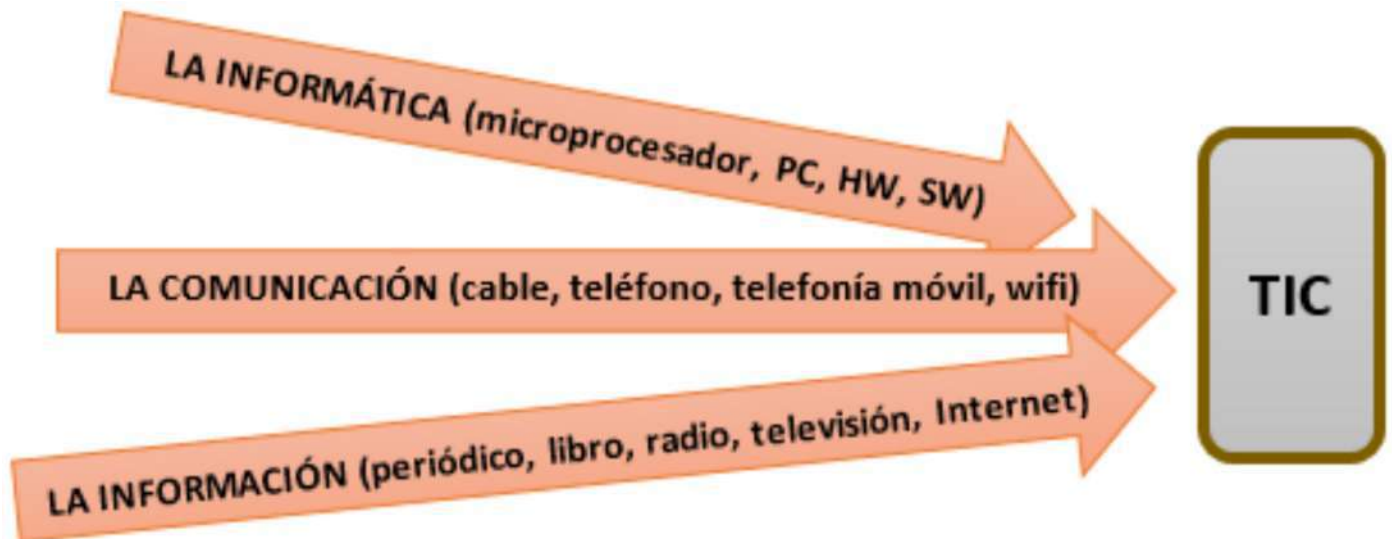 LA INFORMÁTICA (microprocesador, PC, HW, SW)
LA COMUNICACIÓN (cable, teléfono, telefonía móvil, wifi)
LA INFORMACIÓN (periódico, libro, radio, televisión, Internet)
TIC